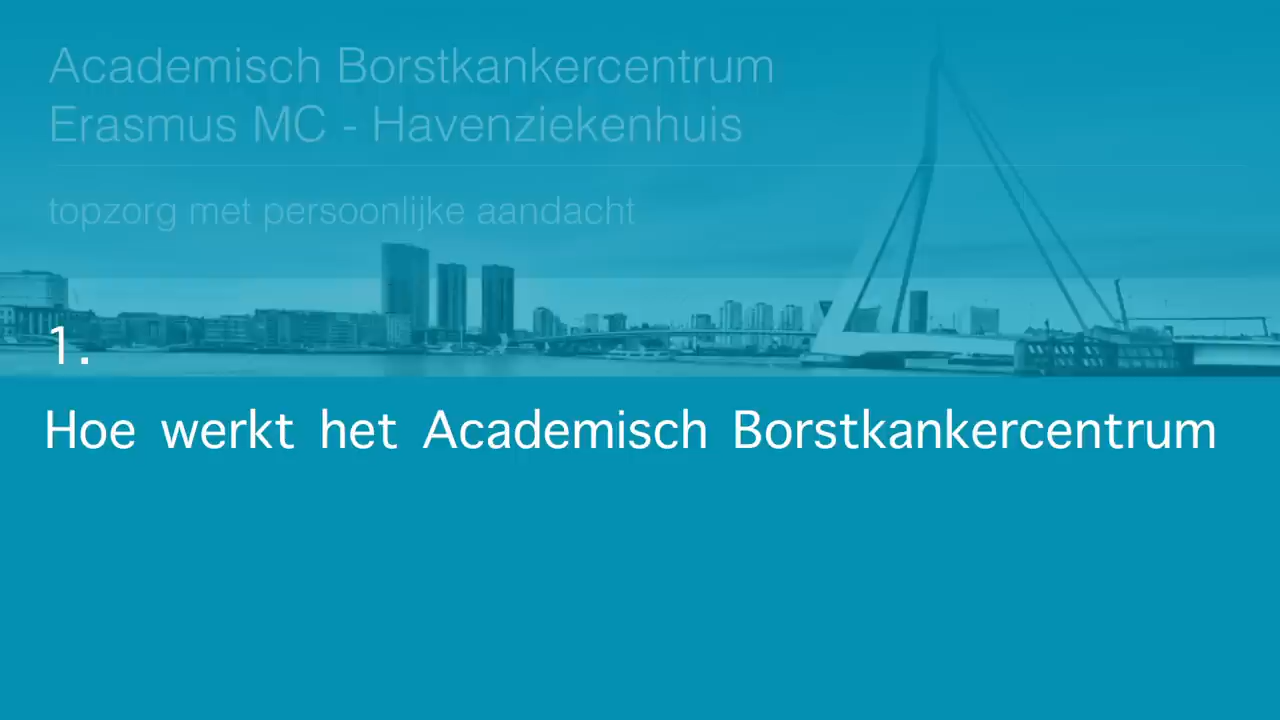 Academisch Borstkankercentrum
Erasmus MC - Havenziekenhuis
topzorg met persoonlijke aandacht
1.
Hoe werkt het Academisch Borstkankercentrum